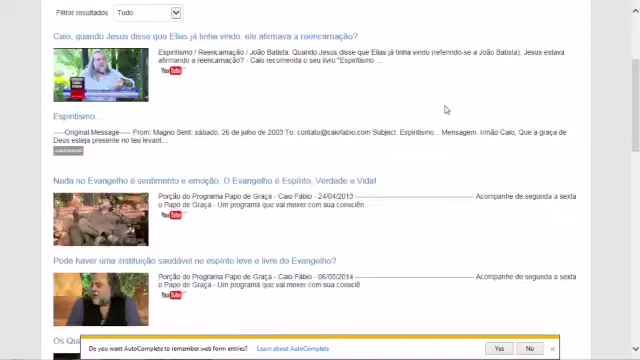 Filtrar resultados Tudo
Caio, quando Jesus disse que Elias já tinha vindo, ele afirmava a reencarnação?
Espiritismo / Reencarnação / João Batista. Quando Jesus disse que Elias já tinha vindo (referindo-se a João Batista), Jesus estava
afirmando a reencarnação? - Caio recomenda o seu livro "Espiritismo ...
YouTube
Espiritismo...
-----Original Message----- From: Magno Sent: sábado, 26 de julho de 2003 To: contato@caiofabio.com Subject: Espiritismo... Mensagem: Irmão Caio, Que a graça de
Deus esteja presente no teu levant...
Nada no Evangelho é sentimento e emoção. O Evangelho é Espírito, Verdade e Vida!
Porção do Programa Papo de Graça - Caio Fábio - 24/04/2013 Acompanhe de segunda a sexta
o Papo de Graça - Um programa que vai mexer com sua consciên
YouTube
Pode haver uma instituição saudável no espírito leve e livre do Evangelho?
Porção do Programa Papo de Graça - Caio Fábio - 06/05/2014 Acompanhe de segunda a sexta
o Papo de Graça - Um programa que vai mexer com sua consciê
YouTube
Os Qua
Do you want AutoComplete to remember web form entries? Learn about AutoComplete Yes No ×